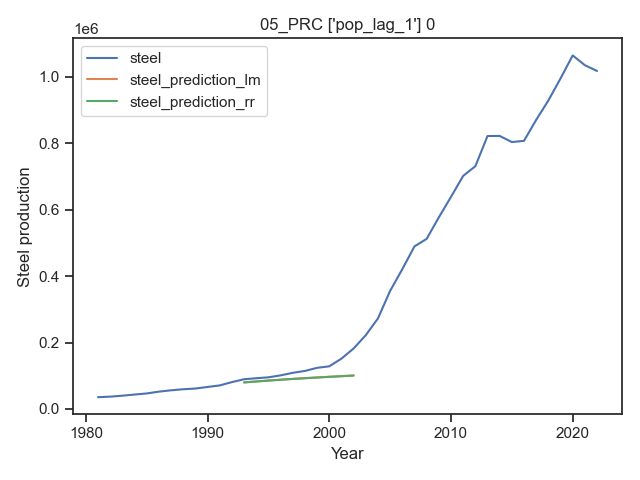 05_PRC ['pop_lag_1'] 0
1e6
steel
steel_prediction_lm
steel_prediction_rr
1.0
0.8
0.6
0.4
0.2
0.0
Steel production
1980 1990 2000 2010 2020
Year